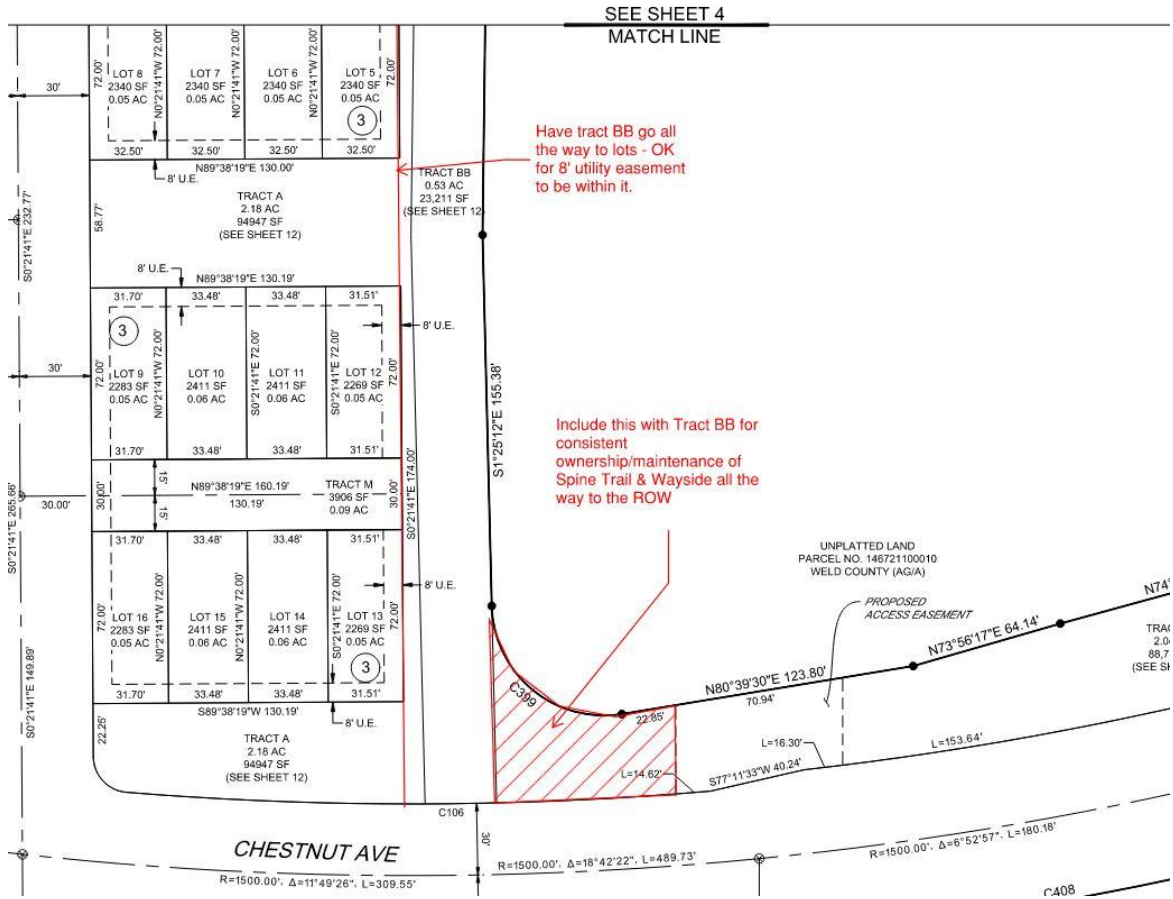 SEE SHEET 4
MATCH LINE
30'
72.00'
LOT 8
2340 SF
0.05 AC
N0°21'41"W 72.00'
LOT 7
2340 SF
0.05 AC
N0°21'41"W 72.00'
LOT 6
2340 SF
0.05 AC
N0°21'41"W 72.00'
LOT 5
2340 SF
0.05 AC
72.00'
3
32.50'
32.50'
32.50'
32.50'
N89°38'19"E 130.00'
8' U.E.
Have tract BB go all
the way to lots - OK
for 8' utility easement
to be within it.
TRACT BB
0.53 AC
23,211 SF
(SEE SHEET 12)
S0°21'41"E 232.77'
58.77'
TRACT A
2.18 AC
94947 SF
(SEE SHEET 12)
8' U.E.
N89°38'19"E 130.19'
31.70'
33.48'
33.48'
31.51'
3
8' U.E.
30'
72.00'
LOT 9
2283 SF
0.05 AC
N0°21'41"W 72.00'
LOT 10
2411 SF
0.06 AC
S0°21'41"E 72.00'
LOT 11
2411 SF
0.06 AC
S0°21'41"E 72.00'
LOT 12
2269 SF
0.05 AC
72.00'
31.70'
33.48'
33.48'
31.51'
S1°25'12"E 155.38'
Include this with Tract BB for
consistent
ownership/maintenance of
Spine Trail & Wayside all the
way to the ROW
S0°21'41"E 265.66'
30.00'
30.00'
15'
15'
N89°38'19"E 160.19'
130.19'
TRACT M
3906 SF
0.09 AC
30.00'
S0°21'41"E 174.00'
31.70'
33.48'
33.48'
31.51'
8' U.E.
72.00'
LOT 16
2283 SF
0.05 AC
N0°21'41"W 72.00'
LOT 15
2411 SF
0.06 AC
N0°21'41"W 72.00'
LOT 14
2411 SF
0.06 AC
S0°21'41"E 72.00'
LOT 13
2269 SF
0.05 AC
72.00'
3
31.70'
33.48'
33.48'
31.51'
S89°38'19"W 130.19'
8' U.E.
S0°21'41"E 149.89'
22.25'
TRACT A
2.18 AC
94947 SF
(SEE SHEET 12)
UNPLATTED LAND
PARCEL NO. 146721100010
WELD COUNTY (AG/A)
PROPOSED
ACCESS EASEMENT
N74°
N73°56'17"E 64.14'
N80°39'30"E 123.80'
70.94'
22.85'
C399
L=16.30'
L=153.64'
S77°11'33"W 40.24'
L=14.62'
C106
30'
CHESTNUT AVE
R=1500.00', Δ=11°49'26", L=309.55'
R=1500.00', Δ=18°42'22", L=489.73'
R=1500.00', Δ=6°52'57", L=180.18'
C408